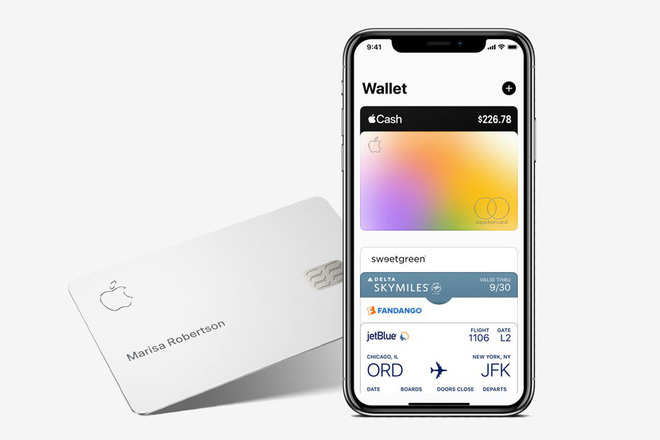 Marisa Robertson
9:41
Wallet
Cash
$226.78
mastercard
sweetgreen
DELTA
SKYMILES
VALID THRU
9/30
FANDANGO
jetBlue
FLIGHT
1106
GATE
L2
CHICAGO, IL
ORD
NEW YORK, NY
JFK
DATE
BOARDS
DOORS CLOSE
DEPARTS